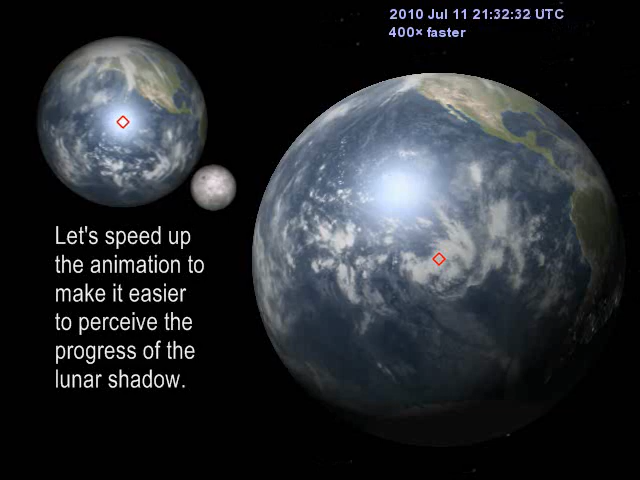 2010 Jul 11 21:32:32 UTC
400× faster
Let's speed up
the animation to
make it easier
to perceive the
progress of the
lunar shadow.